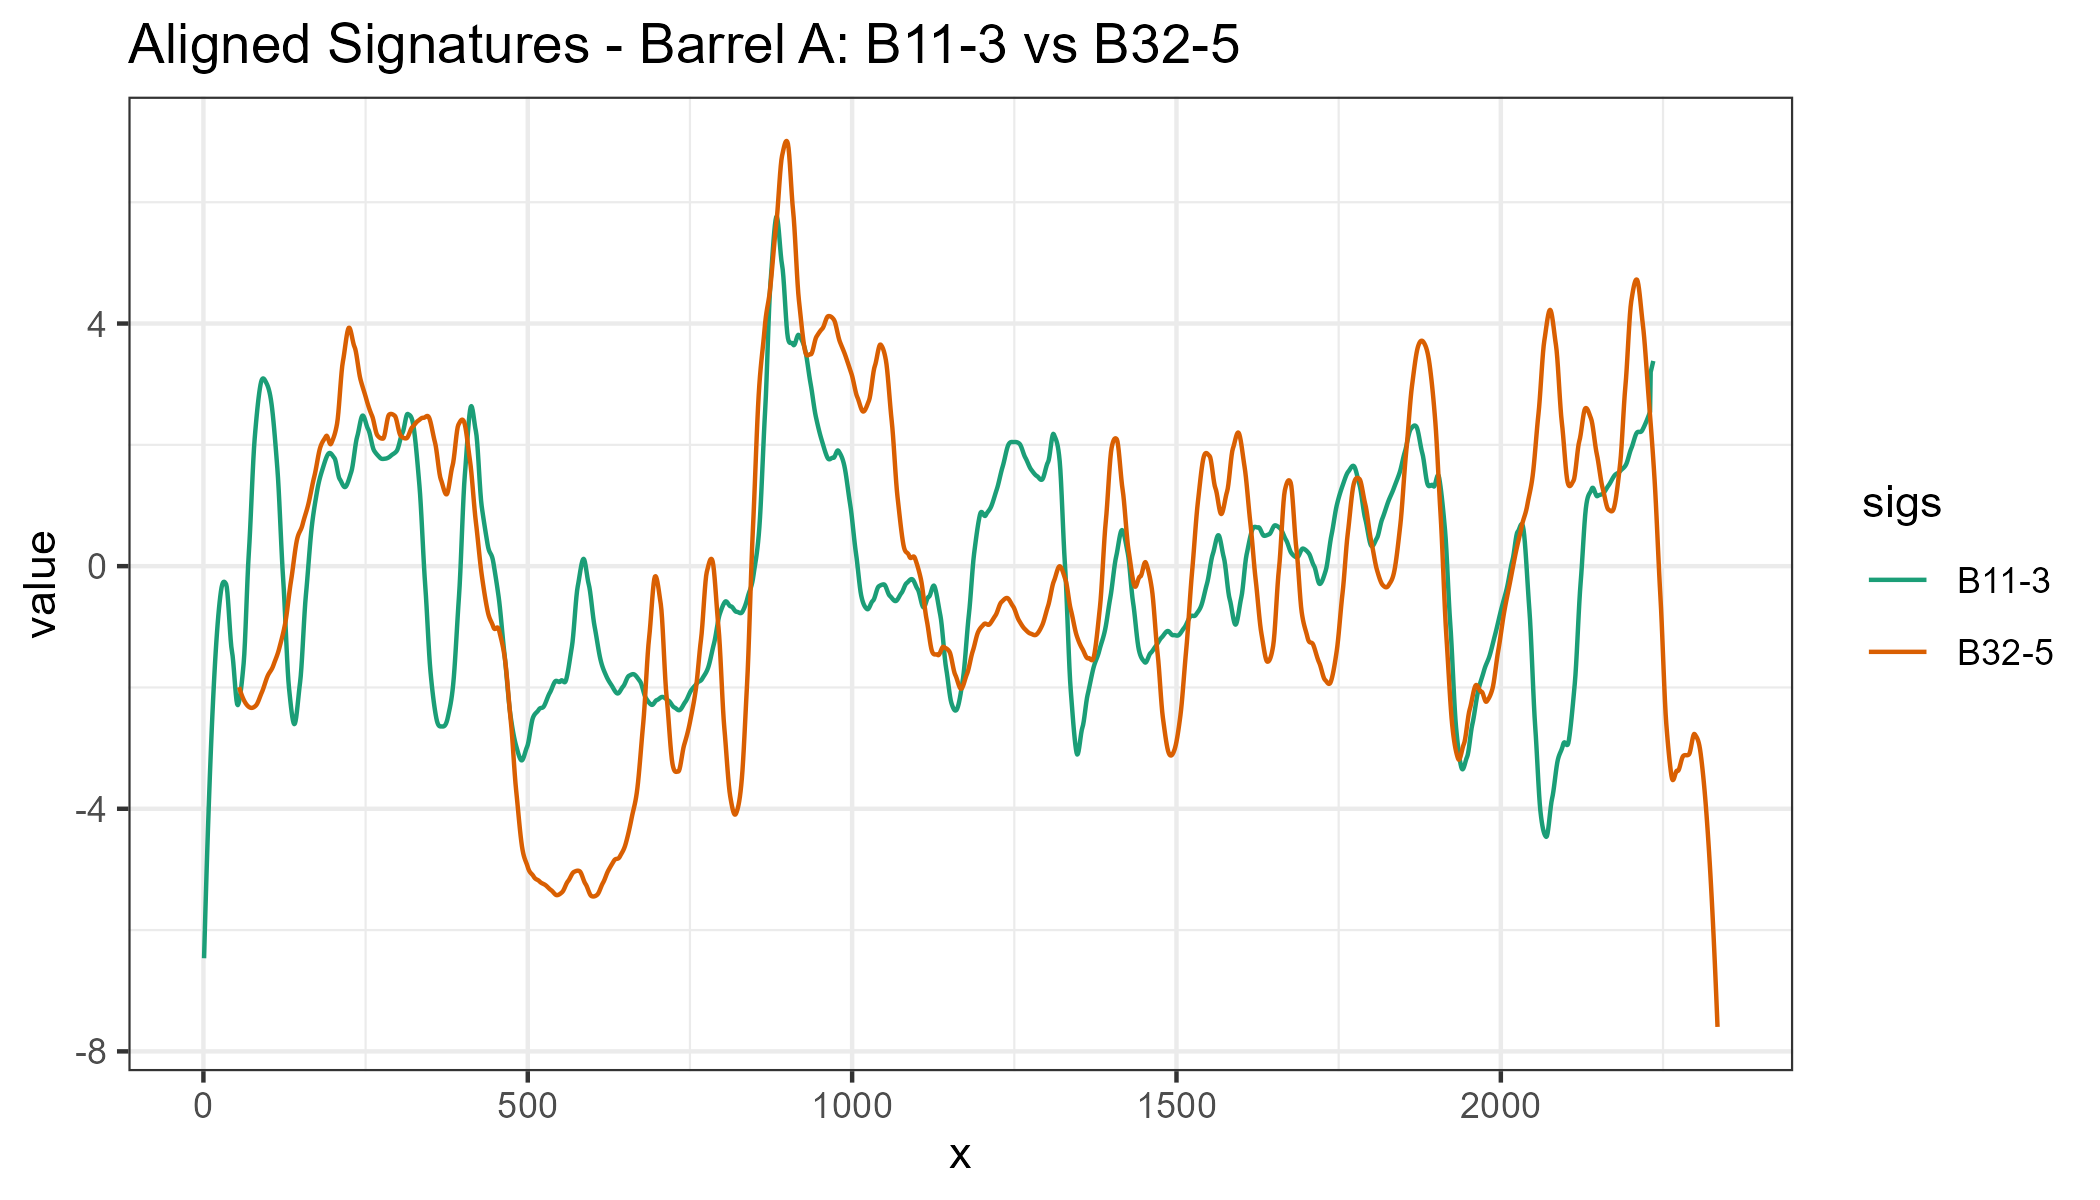 Aligned Signatures - Barrel A: B11-3 vs B32-5
value
4
0
-4
-8
0 500 1000 1500 2000
x
sigs
B11-3
B32-5